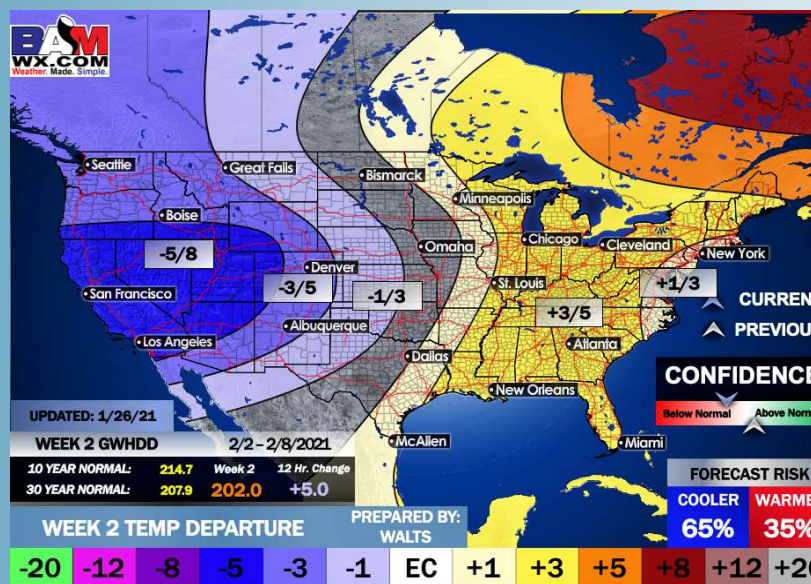 BAM
WX.COM
Weather. Made. Simple.
Seattle
Great Falls
Bismarck
Minneapolis
Boise
Omaha
Chicago
Cleveland
New York
-5/8
Denver
-3/5
-1/3
St. Louis
+1/3
San Francisco
+3/5
CURREN
Albuquerque
PREVIOU
Los Angeles
Dallas
Atlanta
CONFIDENCE
New Orleans
Below Normal
Above Norm
UPDATED: 1/26/21
McAllen
Miami
WEEK 2 GWHDD 2/2 – 2/8/2021
10 YEAR NORMAL: 214.7 Week 2 12 Hr. Change
30 YEAR NORMAL: 207.9 202.0 +5.0
FORECAST RISK
COOLER WARME
65% 35%
WEEK 2 TEMP DEPARTURE
PREPARED BY:
WALTS
-20 -12 -8 -5 -3 -1 EC +1 +3 +5 +8 +12 +20